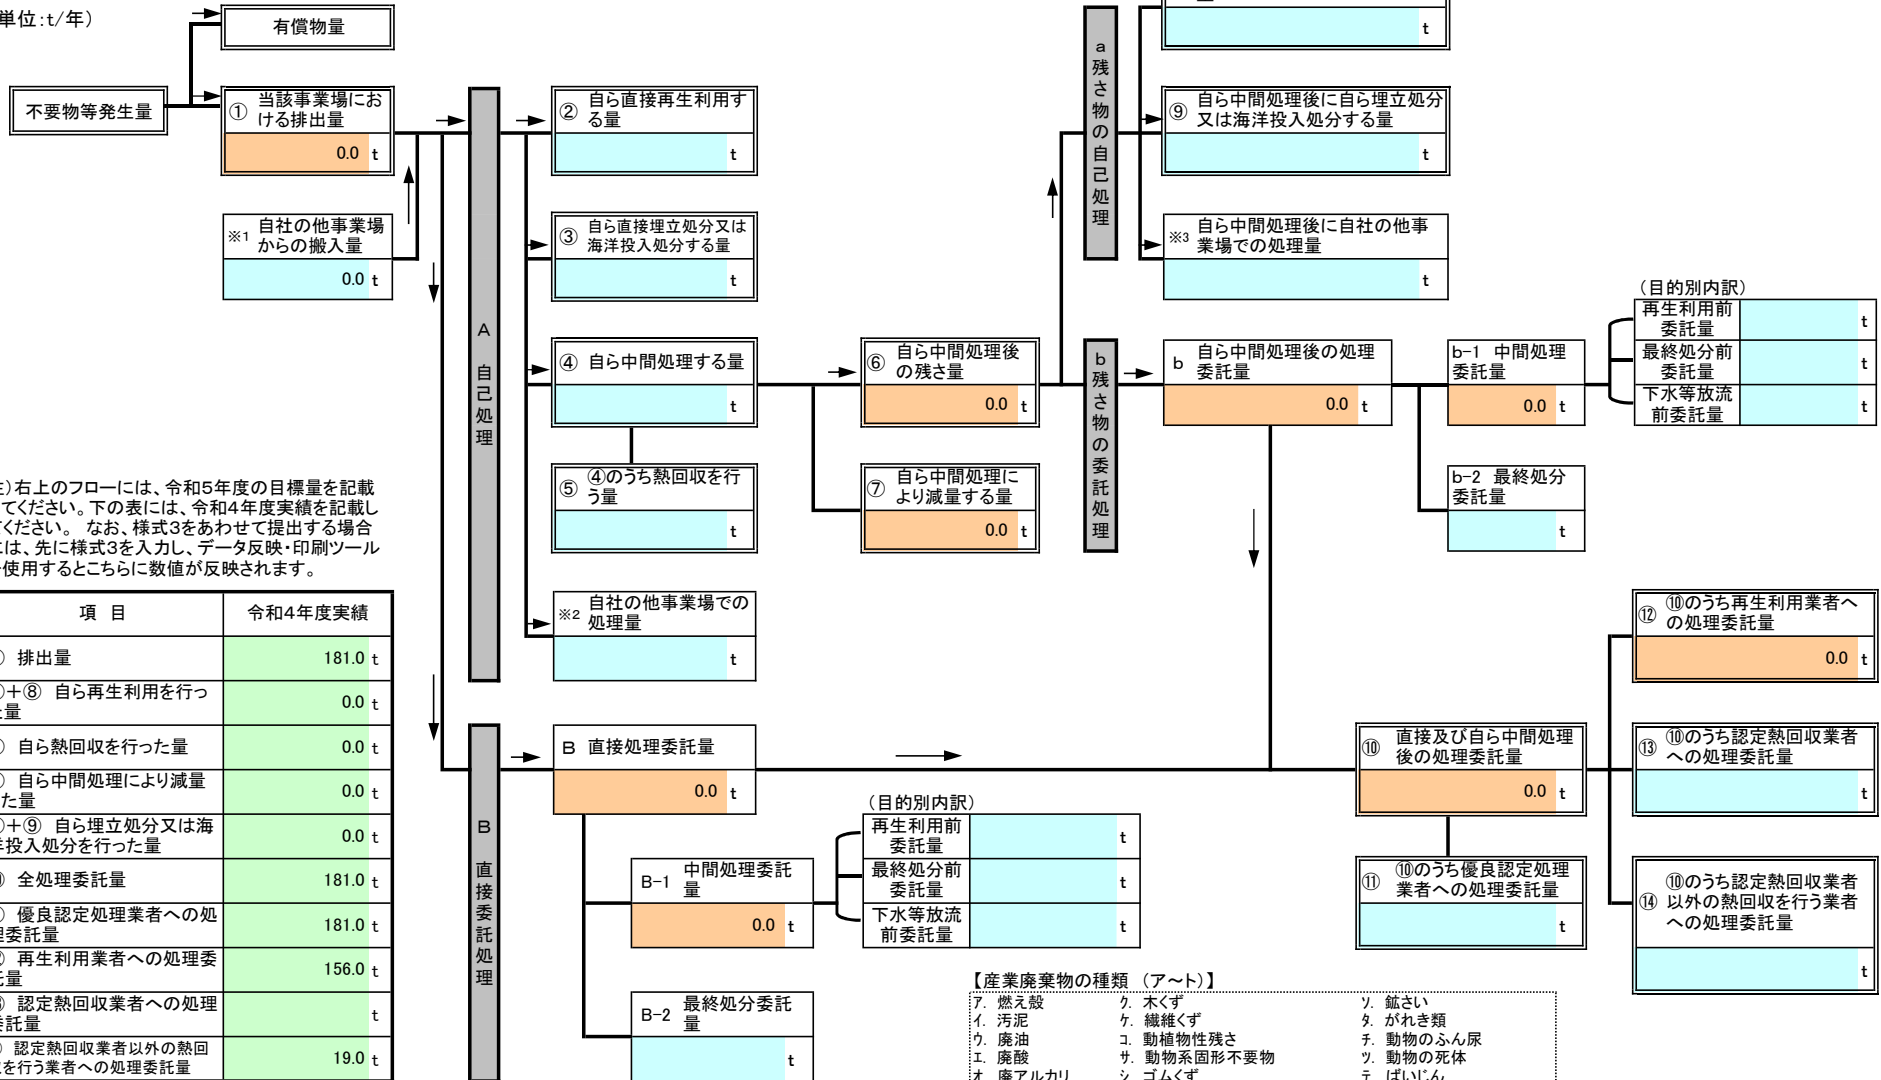 単位:t/年)
有償物量
不要物等発生量
① 当該事業場にお
ける排出量
0.0 t
※1 自社の他事業場
からの搬入量
0.0 t
A 自己処理
② 自ら直接再生利用す
る量
t
③ 自ら直接埋立処分又は
海洋投入処分する量
t
④ 自ら中間処理する量
t
⑤ ④のうち熱回収を行
う量
t
※2 自社の他事業場での
処理量
t
⑥ 自ら中間処理後
の残さ量
0.0 t
⑦ 自ら中間処理に
より減量する量
0.0 t
a 残さ物の自己処理
t
⑨ 自ら中間処理後に自ら埋立処分
又は海洋投入処分する量
t
※3 自ら中間処理後に自社の他事
業場での処理量
t
b 残さ物の委託処理
b 自ら中間処理後の処理
委託量
0.0 t
b-1 中間処理
委託量
0.0 t
b-2 最終処分
委託量
t
(目的別内訳)
再生利用前
委託量
t
最終処分前
委託量
t
下水等放流
前委託量
t
)右上のフローには、令和5年度の目標量を記載
てください。下の表には、令和4年度実績を記載し
ください。 なお、様式3をあわせて提出する場合
は、先に様式3を入力し、データ反映・印刷ツール
使用するとこちらに数値が反映されます。
項 目 令和4年度実績
排出量 181.0 t
+⑧ 自ら再生利用を行っ
量
0.0 t
自ら熱回収を行った量 0.0 t
自ら中間処理により減量
た量
0.0 t
+⑨ 自ら埋立処分又は海
投入処分を行った量
0.0 t
全処理委託量 181.0 t
優良認定処理業者への処
委託量
181.0 t
再生利用業者への処理委
量
156.0 t
認定熱回収業者への処理
託量
t
認定熱回収業者以外の熱回
を行う業者への処理委託量
19.0 t
B 直接委託処理
B 直接処理委託量
0.0 t
B-1 中間処理委託
量
0.0 t
B-2 最終処分委託
量
t
(目的別内訳)
再生利用前
委託量
t
最終処分前
委託量
t
下水等放流
前委託量
t
⑩ 直接及び自ら中間処理
後の処理委託量
0.0 t
⑪ ⑩のうち優良認定処理
業者への処理委託量
t
⑫ ⑩のうち再生利用業者へ
の処理委託量
0.0 t
⑬ ⑩のうち認定熱回収業者
への処理委託量
t
⑭ ⑩のうち認定熱回収業者
以外の熱回収を行う業者
への処理委託量
t
【産業廃棄物の種類 (ア~ト)】
ア. 燃え殻 ク. 木くず ソ. 鉱さい
イ. 汚泥 ケ. 繊維くず タ. がれき類
ウ. 廃油 コ. 動植物性残さ チ. 動物のふん尿
エ. 廃酸 サ. 動物系固形不要物 ツ. 動物の死体
オ. 廃アルカリ シ. ゴムくず テ. ばいじん